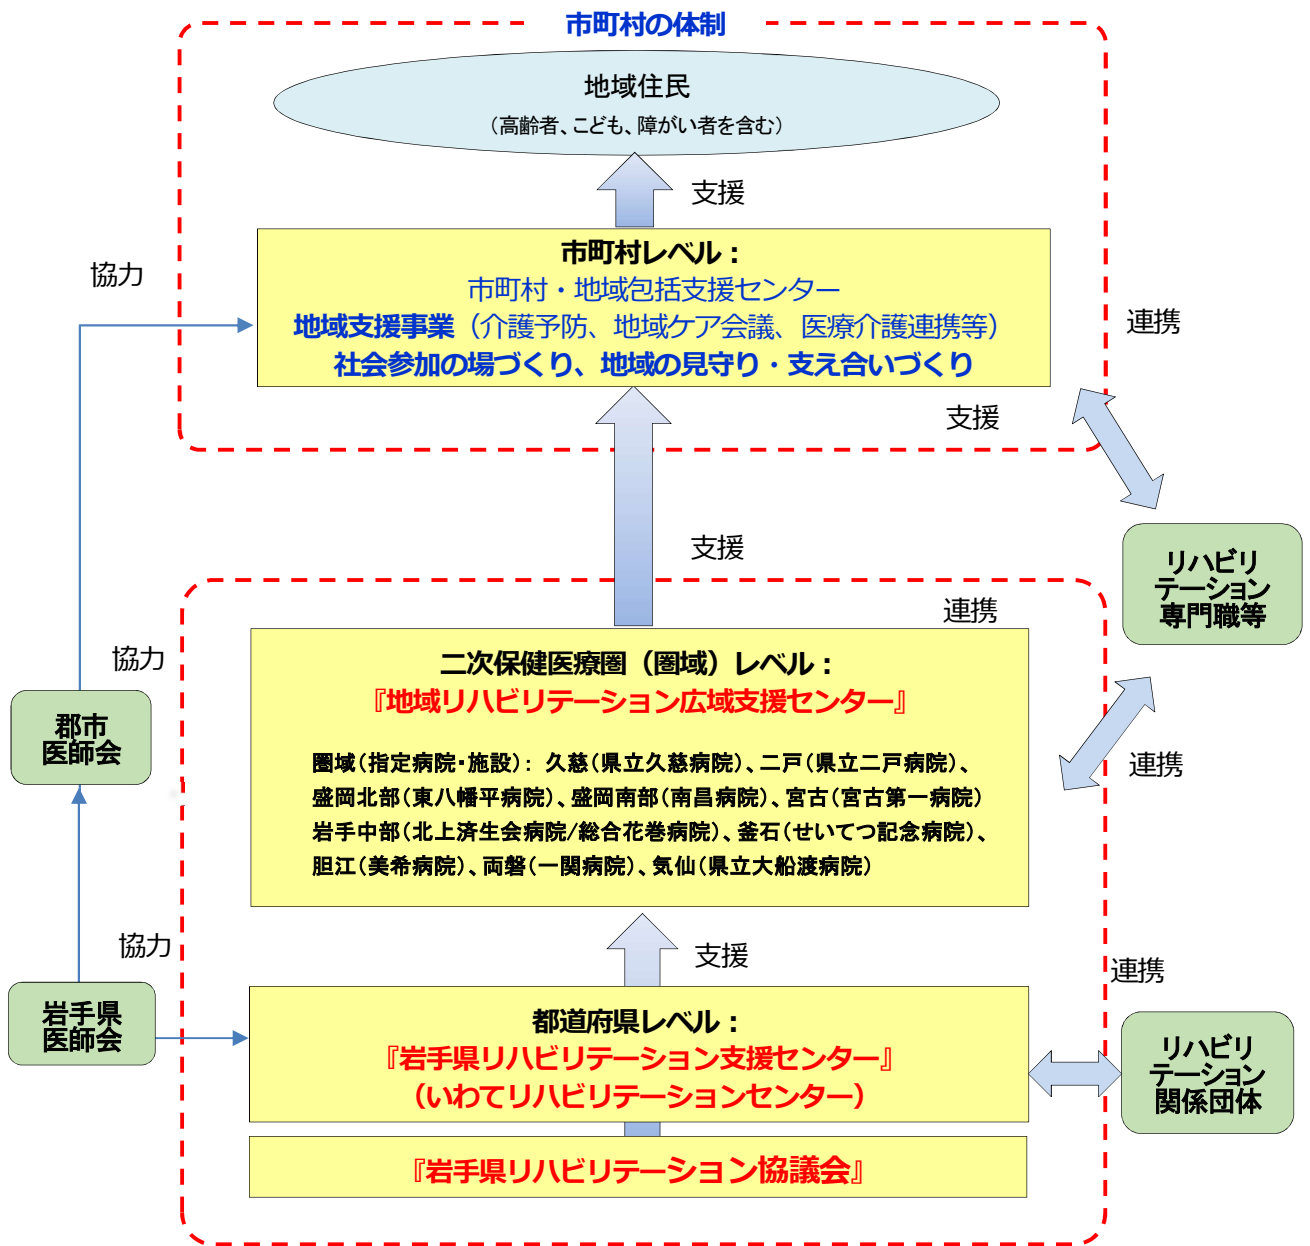 市町村の体制
地域住民
（高齢者、こども、障がい者を含む）
支援
市町村レベル：
市町村・地域包括支援センター
地域支援事業（介護予防、地域ケア会議、医療介護連携等）
社会参加の場づくり、地域の見守り・支え合いづくり
協力
連携
支援
支援
リハビリ
テーション
専門職等
連携
二次保健医療圏（圏域）レベル：
『地域リハビリテーション広域支援センター』
圏域（指定病院・施設）： 久慈（県立久慈病院）、二戸（県立二戸病院）、
盛岡北部（東八幡平病院）、盛岡南部（南昌病院）、宮古（宮古第一病院）
岩手中部（北上済生会病院/総合花巻病院）、釜石（せいてつ記念病院）、
胆江（美希病院）、両磐（一関病院）、気仙（県立大船渡病院）
協力
郡市
医師会
連携
協力
支援
連携
岩手県
医師会
都道府県レベル：
『岩手県リハビリテーション支援センター』
（いわてリハビリテーションセンター）
リハビリ
テーション
関係団体
『岩手県リハビリテーション協議会』